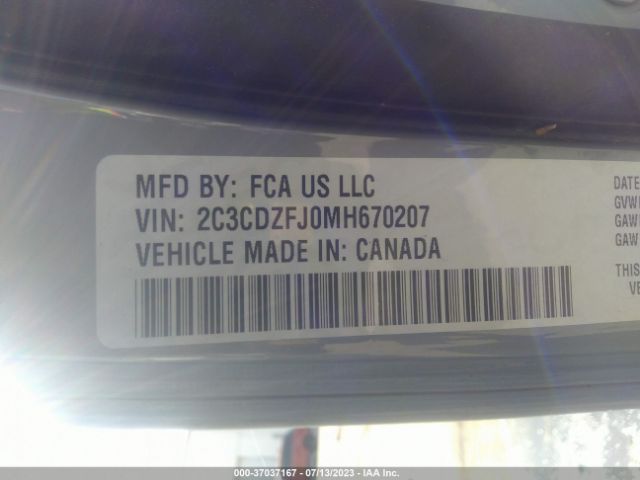 MFD BY: FCA US LLC
VIN: 2C3CDZFJ0MH670207
VEHICLE MADE IN: CANADA
DATE
GVW
GAW
GAW
THIS
VE
000-37037167 - 07/13/2023 - IAA Inc.